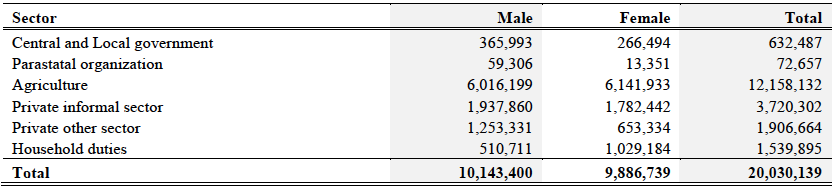 Sector Male Female Total
Central and Local government 365,993 266,494 632,487
Parastatal organization 59,306 13,351 72,657
Agriculture 6,016,199 6,141,933 12,158,132
Private informal sector 1,937,860 1,782,442 3,720,302
Private other sector 1,253,331 653,334 1,906,664
Household duties 510,711 1,029,184 1,539,895
Total 10,143,400 9,886,739 20,030,139